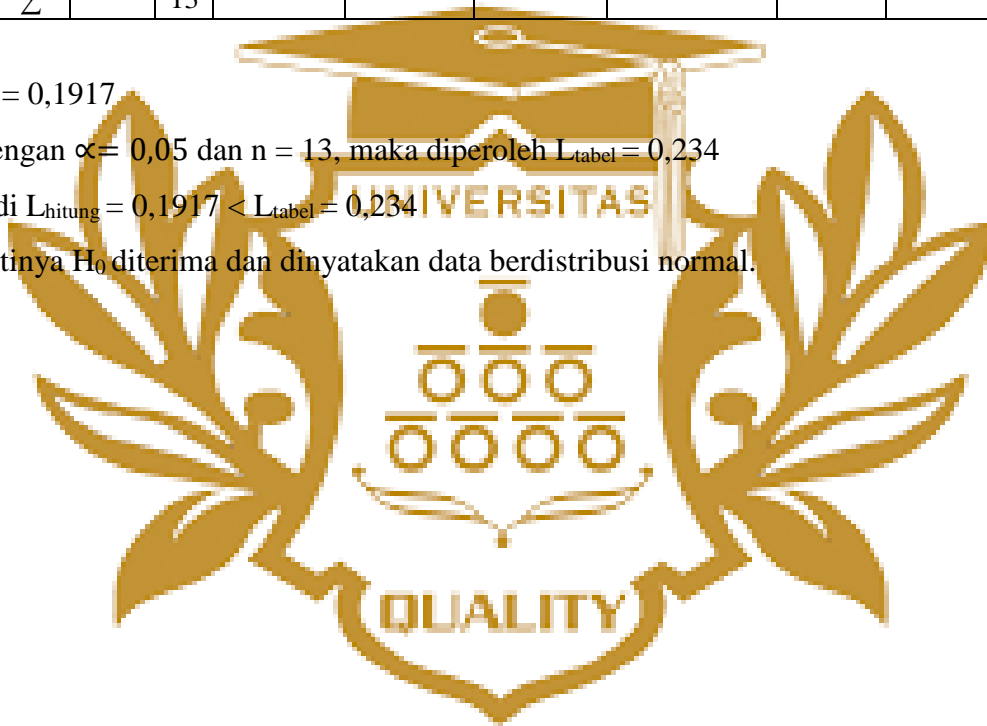 ∑ 13
= 0,1917
engan ∝= 0,05 dan n = 13, maka diperoleh Ltabel = 0,234
di Lhitung = 0,1917 < Ltabel = 0,234
tinya H0 diterima dan dinyatakan data berdistribusi normal.
UNIVERSITAS
QUALITY